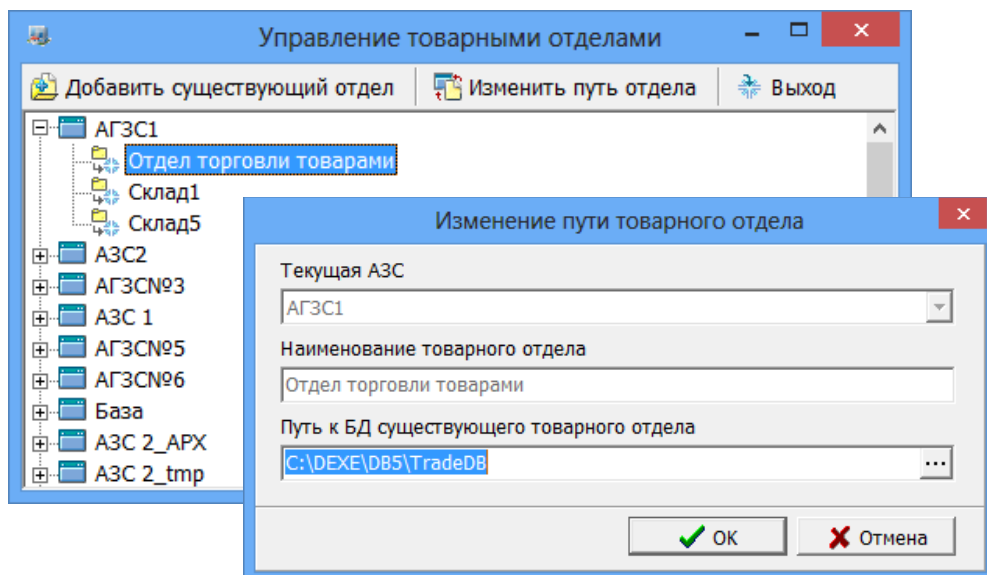 Управление товарными отделами
Добавить существующий отдел Изменить путь отдела Выход
АГЗС1
Отдел торговли товарами
Склад1
Склад5
АЗС2
АГЗС№3
АЗС 1
АГЗС№5
АГЗС№6
База
АЗС 2_АРХ
АЗС 2_tmp
Изменение пути товарного отдела
Текущая АЗС
АГЗС1
Наименование товарного отдела
Отдел торговли товарами
Путь к БД существующего товарного отдела
C:\DEXE\DB5\TradeDB
...
ОК Отмена